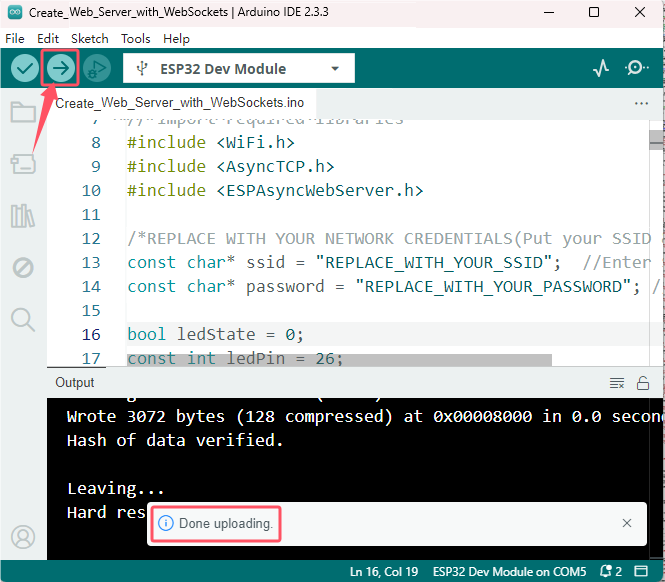 Create_Web_Server_with_WebSockets | Arduino IDE 2.3.3
File Edit Sketch Tools Help
ESP32 Dev Module
Create_Web_Server_with_WebSockets.ino
7 // import required libraries
8 #include <WiFi.h>
9 #include <AsyncTCP.h>
10 #include <ESPAsyncWebServer.h>
11
12 /*REPLACE WITH YOUR NETWORK CREDENTIALS(Put your SSID
13 const char* ssid = "REPLACE_WITH_YOUR_SSID"; //Enter
14 const char* password = "REPLACE_WITH_YOUR_PASSWORD"; /
15
16 bool ledState = 0;
17 const int ledPin = 26;
Output
Wrote 3072 bytes (128 compressed) at 0x00008000 in 0.0 secon
Hash of data verified.
Leaving...
Hard res
Done uploading.
Ln 16, Col 19 ESP32 Dev Module on COM5 2